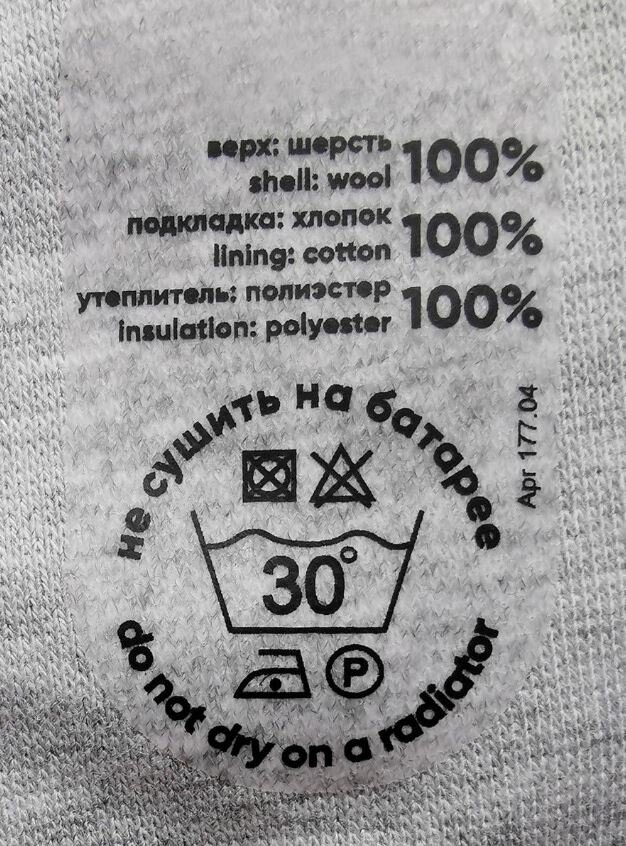 верх: шерсть 100%
shell: wool
подкладка: хлопок 100%
lining: cotton
утеплитель: полиэстер 100%
insulation: polyester
не сушить на батарее
Арт 177.04
30°
P
do not dry on a radiator